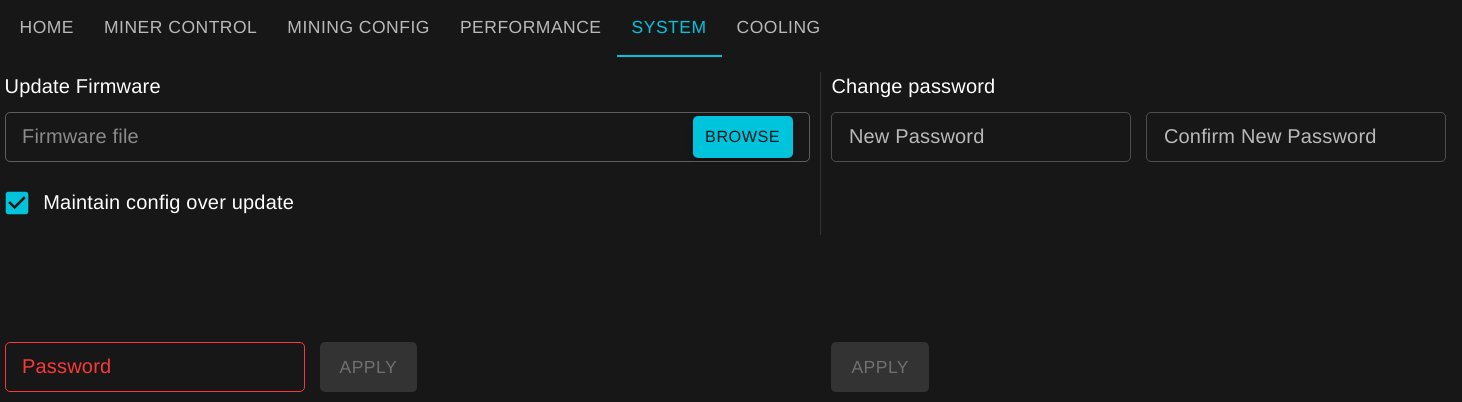 HOME MINER CONTROL MINING CONFIG PERFORMANCE SYSTEM COOLING
Update Firmware
Firmware file BROWSE
Maintain config over update
Password APPLY
Change password
New Password Confirm New Password
APPLY